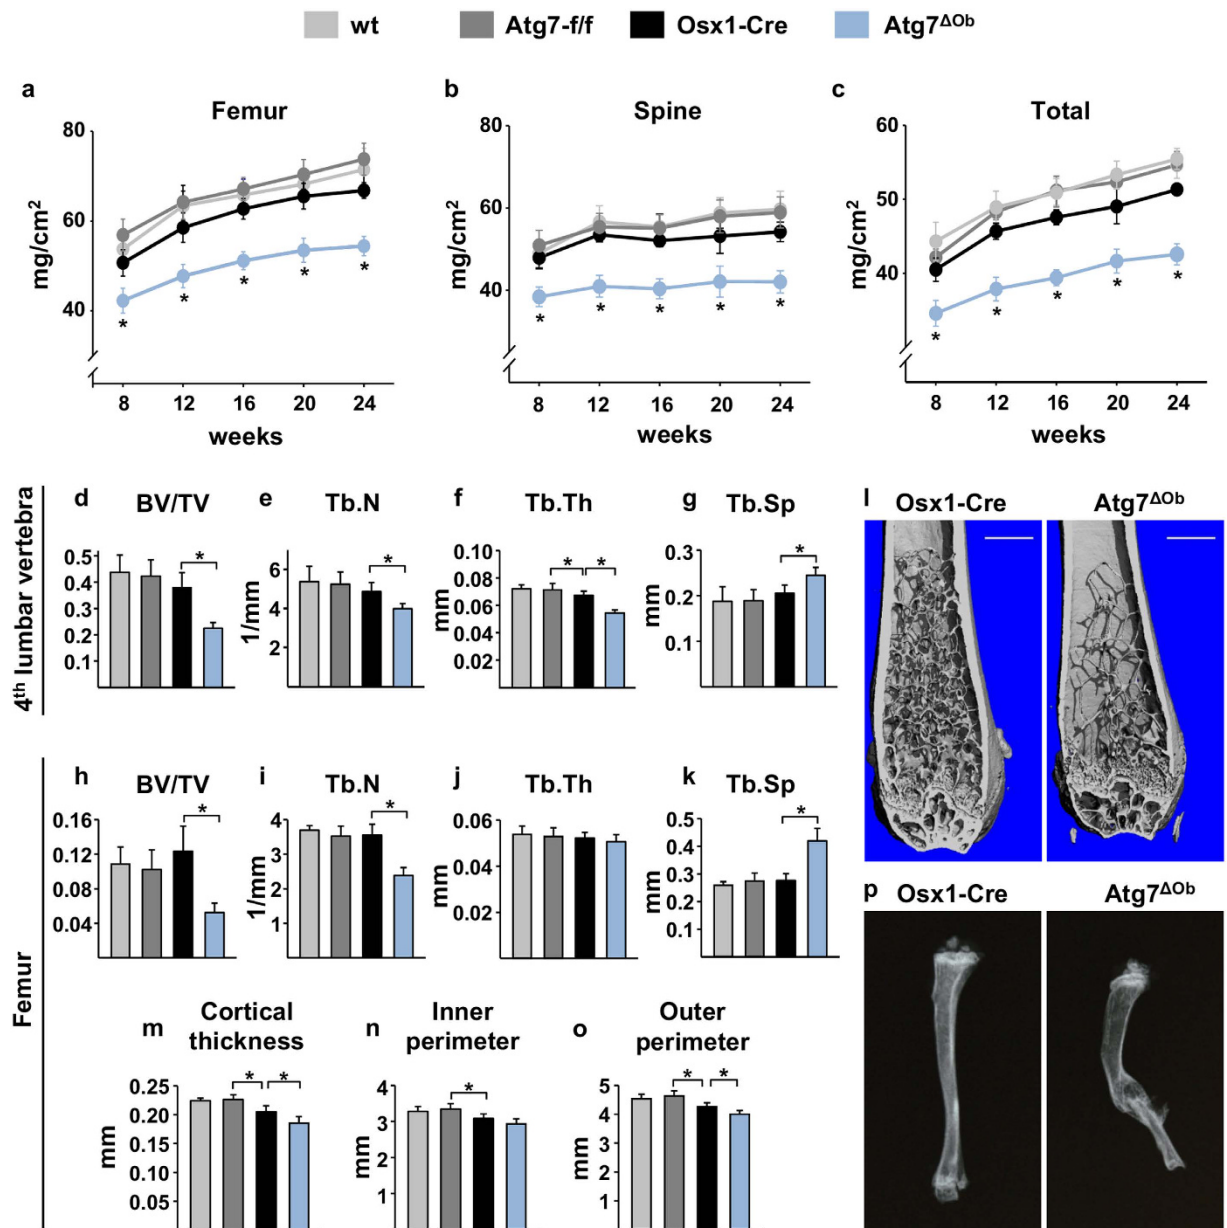 wt Atg7-f/f Osx1-Cre Atg7ΔOb
a Femur
80
60
40
mg/cm2
8 12 16 20 24
weeks
b Spine
80
60
40
mg/cm2
8 12 16 20 24
weeks
c Total
60
50
40
mg/cm2
8 12 16 20 24
weeks
* * * * *
* * * * *
* * * * *
4th lumbar vertebra
d BV/TV
0.5
0.4
0.3
0.2
0.1
*
e Tb.N
6
4
2
1/mm
*
f Tb.Th
0.10
0.08
0.06
0.04
0.02
mm
* *
g Tb.Sp
0.3
0.2
0.1
mm
*
l Osx1-Cre Atg7ΔOb
Femur
h BV/TV
0.16
0.12
0.08
0.04
*
i Tb.N
4
3
2
1
1/mm
*
j Tb.Th
0.06
0.04
0.02
mm
k Tb.Sp
0.5
0.4
0.3
0.2
0.1
mm
*
p Osx1-Cre Atg7ΔOb
m Cortical
thickness
0.25
0.20
0.15
0.10
0.05
mm
* *
n Inner
perimeter
4
3
2
1
mm
*
o Outer
perimeter
5
4
3
2
1
mm
* *